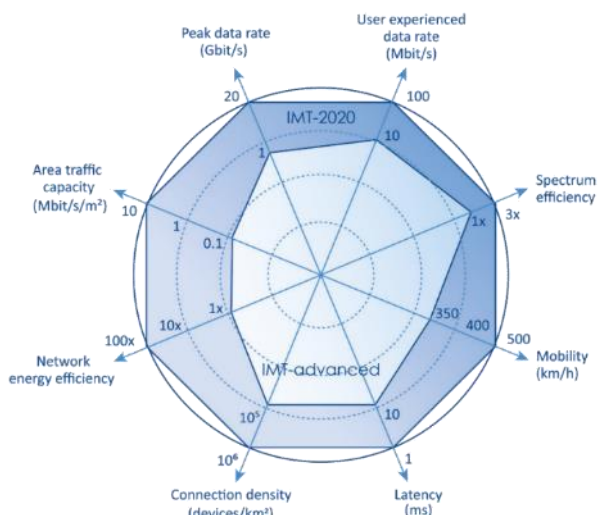 Peak data rate
(Gbit/s)
User experienced
data rate
(Mbit/s)
20
100
IMT-2020
1
10
Area traffic
capacity
(Mbit/s/m²)
Spectrum
efficiency
10
1
0.1
1x
3x
1x
10x
100x
350
400
500
Network
energy efficiency
Mobility
(km/h)
IMT-advanced
10⁵
10
10⁶
1
Connection density
(devices/km²)
Latency
(ms)